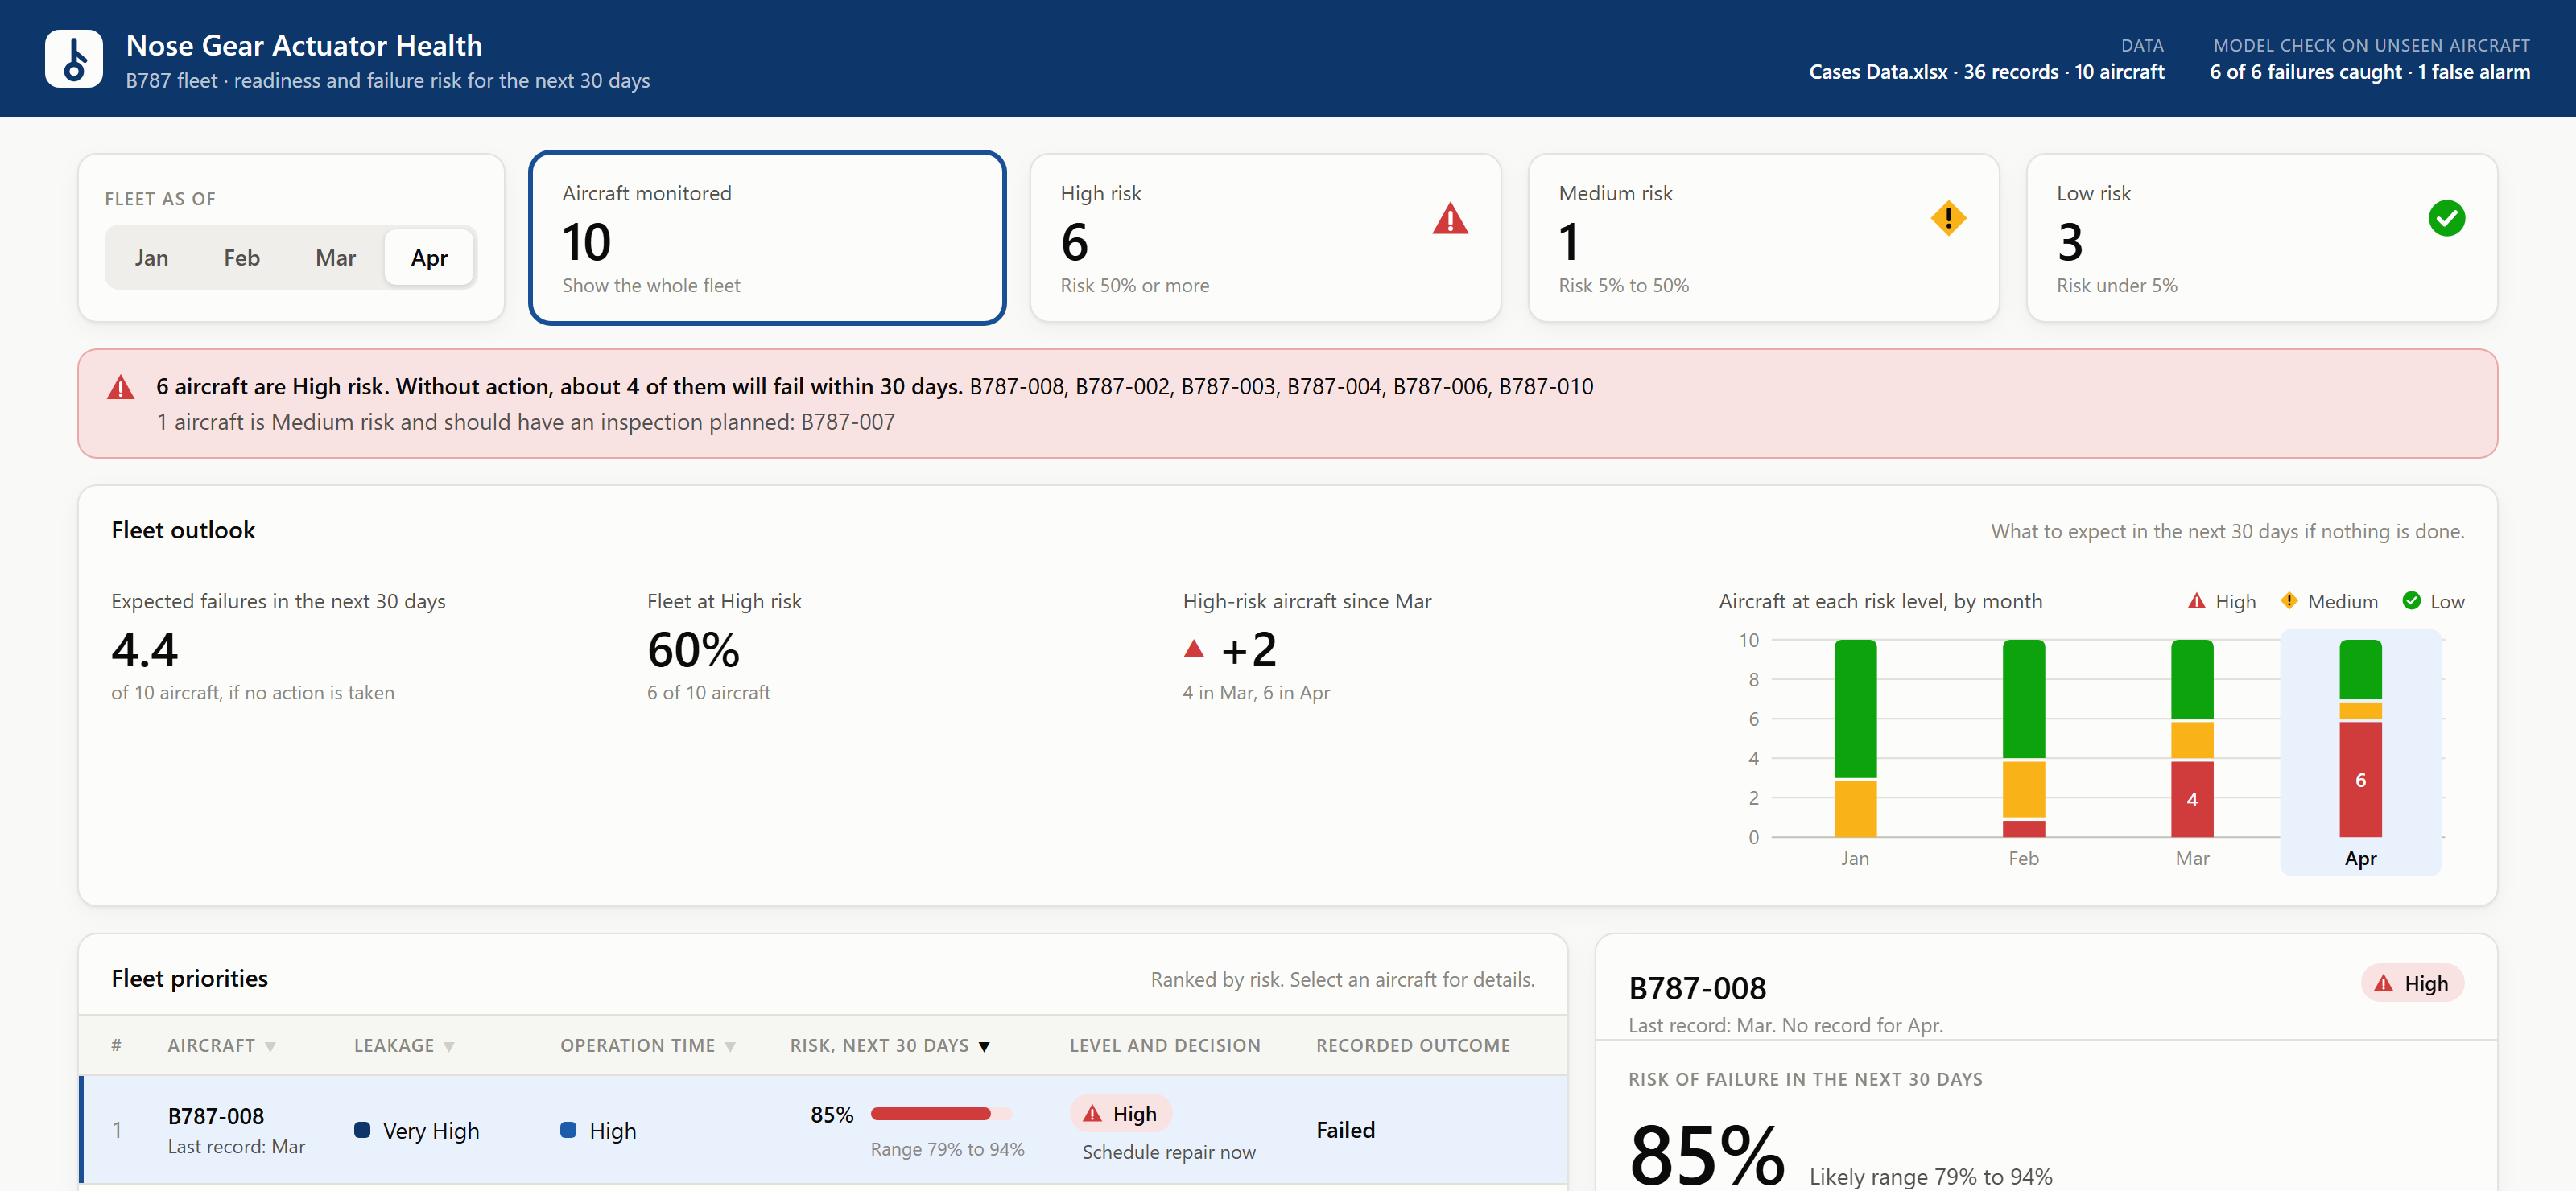 Nose Gear Actuator Health
B787 fleet · readiness and failure risk for the next 30 days
DATA
Cases Data.xlsx · 36 records · 10 aircraft
MODEL CHECK ON UNSEEN AIRCRAFT
6 of 6 failures caught · 1 false alarm
FLEET AS OF
Jan Feb Mar Apr
Aircraft monitored
10
Show the whole fleet
High risk
6
Risk 50% or more
Medium risk
1
Risk 5% to 50%
Low risk
3
Risk under 5%
6 aircraft are High risk. Without action, about 4 of them will fail within 30 days. B787-008, B787-002, B787-003, B787-004, B787-006, B787-010
1 aircraft is Medium risk and should have an inspection planned: B787-007
Fleet outlook
What to expect in the next 30 days if nothing is done.
Expected failures in the next 30 days
4.4
of 10 aircraft, if no action is taken
Fleet at High risk
60%
6 of 10 aircraft
High-risk aircraft since Mar
+2
4 in Mar, 6 in Apr
Aircraft at each risk level, by month
High Medium Low
10
8
6
4
2
0
4
6
Jan Feb Mar Apr
Fleet priorities
Ranked by risk. Select an aircraft for details.
# AIRCRAFT LEAKAGE OPERATION TIME RISK, NEXT 30 DAYS LEVEL AND DECISION RECORDED OUTCOME
1
B787-008
Last record: Mar
Very High
High
85%
Range 79% to 94%
High
Schedule repair now
Failed
B787-008
High
Last record: Mar. No record for Apr.
RISK OF FAILURE IN THE NEXT 30 DAYS
85% Likely range 79% to 94%